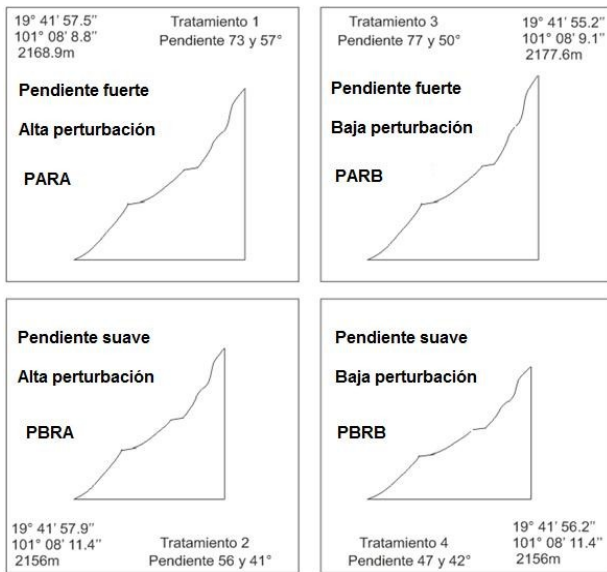 19° 41' 57.5"
101° 08' 8.8"
2168.9m
Tratamiento 1
Pendiente 73 y 57°
Pendiente fuerte
Alta perturbación
PARA
Tratamiento 3
Pendiente 77 y 50°
19° 41' 55.2"
101° 08' 9.1"
2177.6m
Pendiente fuerte
Baja perturbación
PARB
Pendiente suave
Alta perturbación
PBRA
19° 41' 57.9"
101° 08' 11.4"
2156m
Tratamiento 2
Pendiente 56 y 41°
Pendiente suave
Baja perturbación
PBRB
Tratamiento 4
Pendiente 47 y 42°
19° 41' 56.2"
101° 08' 11.4"
2156m